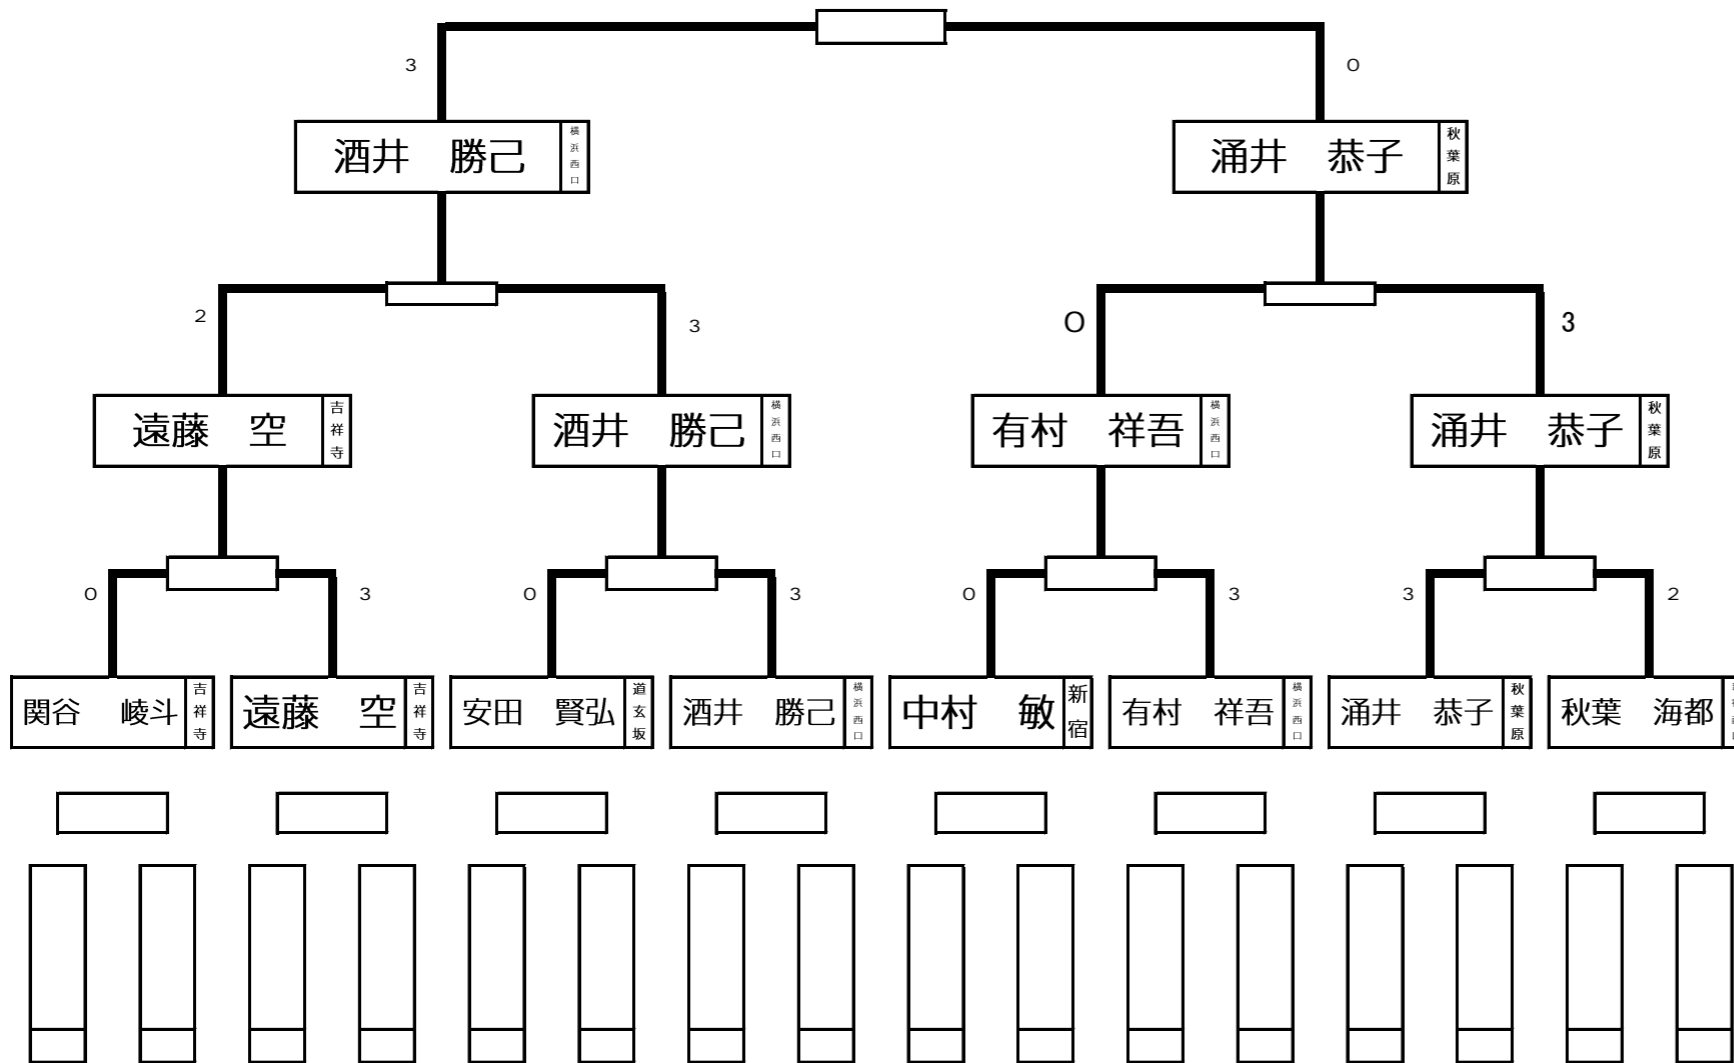 3 0
酒井 勝己 横浜西口 涌井 恭子 秋葉原
2 3 0 3
遠藤 空 吉祥寺 酒井 勝己 横浜西口 有村 祥吾 横浜西口 涌井 恭子 秋葉原
0 3 0 3 0 3 3 2
関谷 崚斗 吉祥寺 遠藤 空 吉祥寺 安田 賢弘 道玄坂 酒井 勝己 横浜西口 中村 敏 新宿 有村 祥吾 横浜西口 涌井 恭子 秋葉原 秋葉 海都